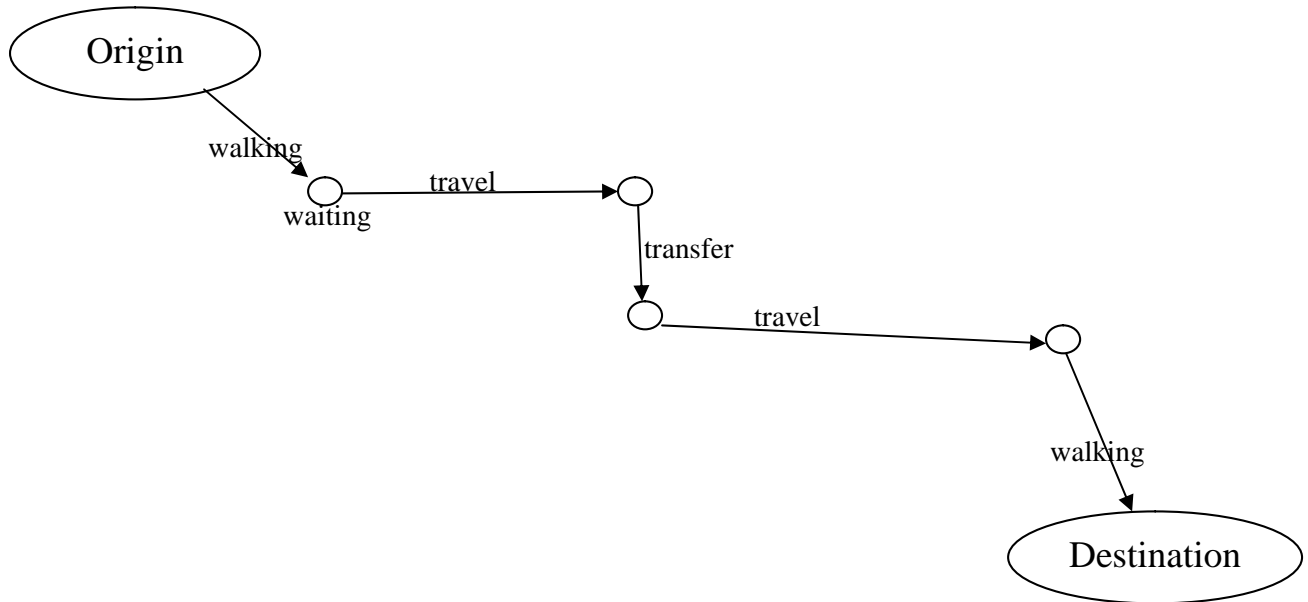 Origin
walking
travel
waiting
transfer
travel
walking
Destination